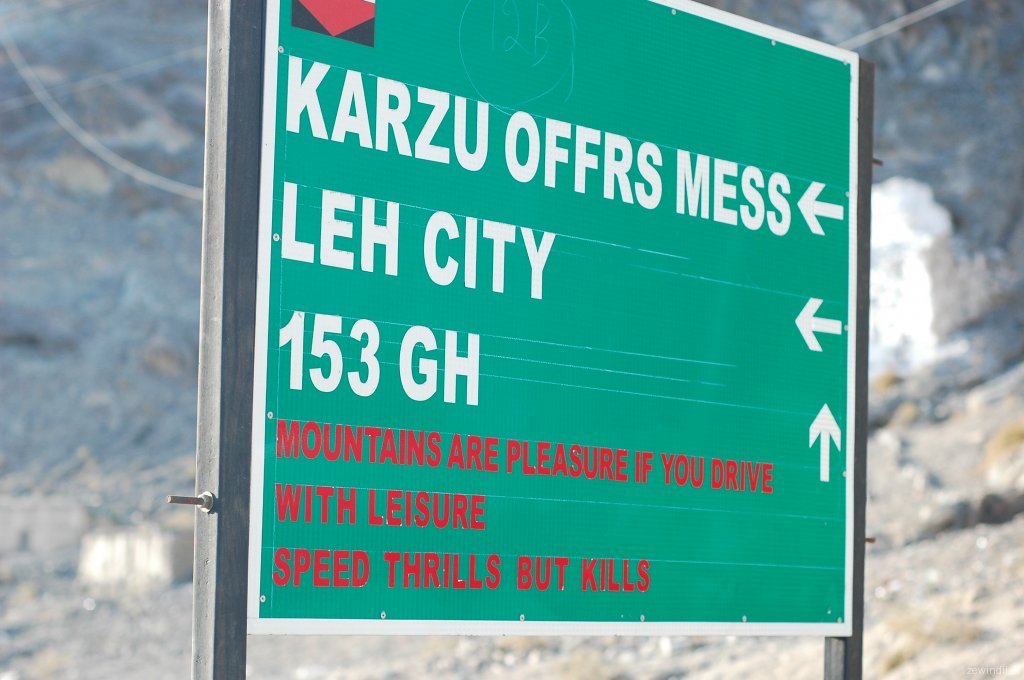 12B
KARZU OFFRS MESS ←
LEH CITY ←
153 GH ↑
MOUNTAINS ARE PLEASURE IF YOU DRIVE
WITH LEISURE
SPEED THRILLS BUT KILLS